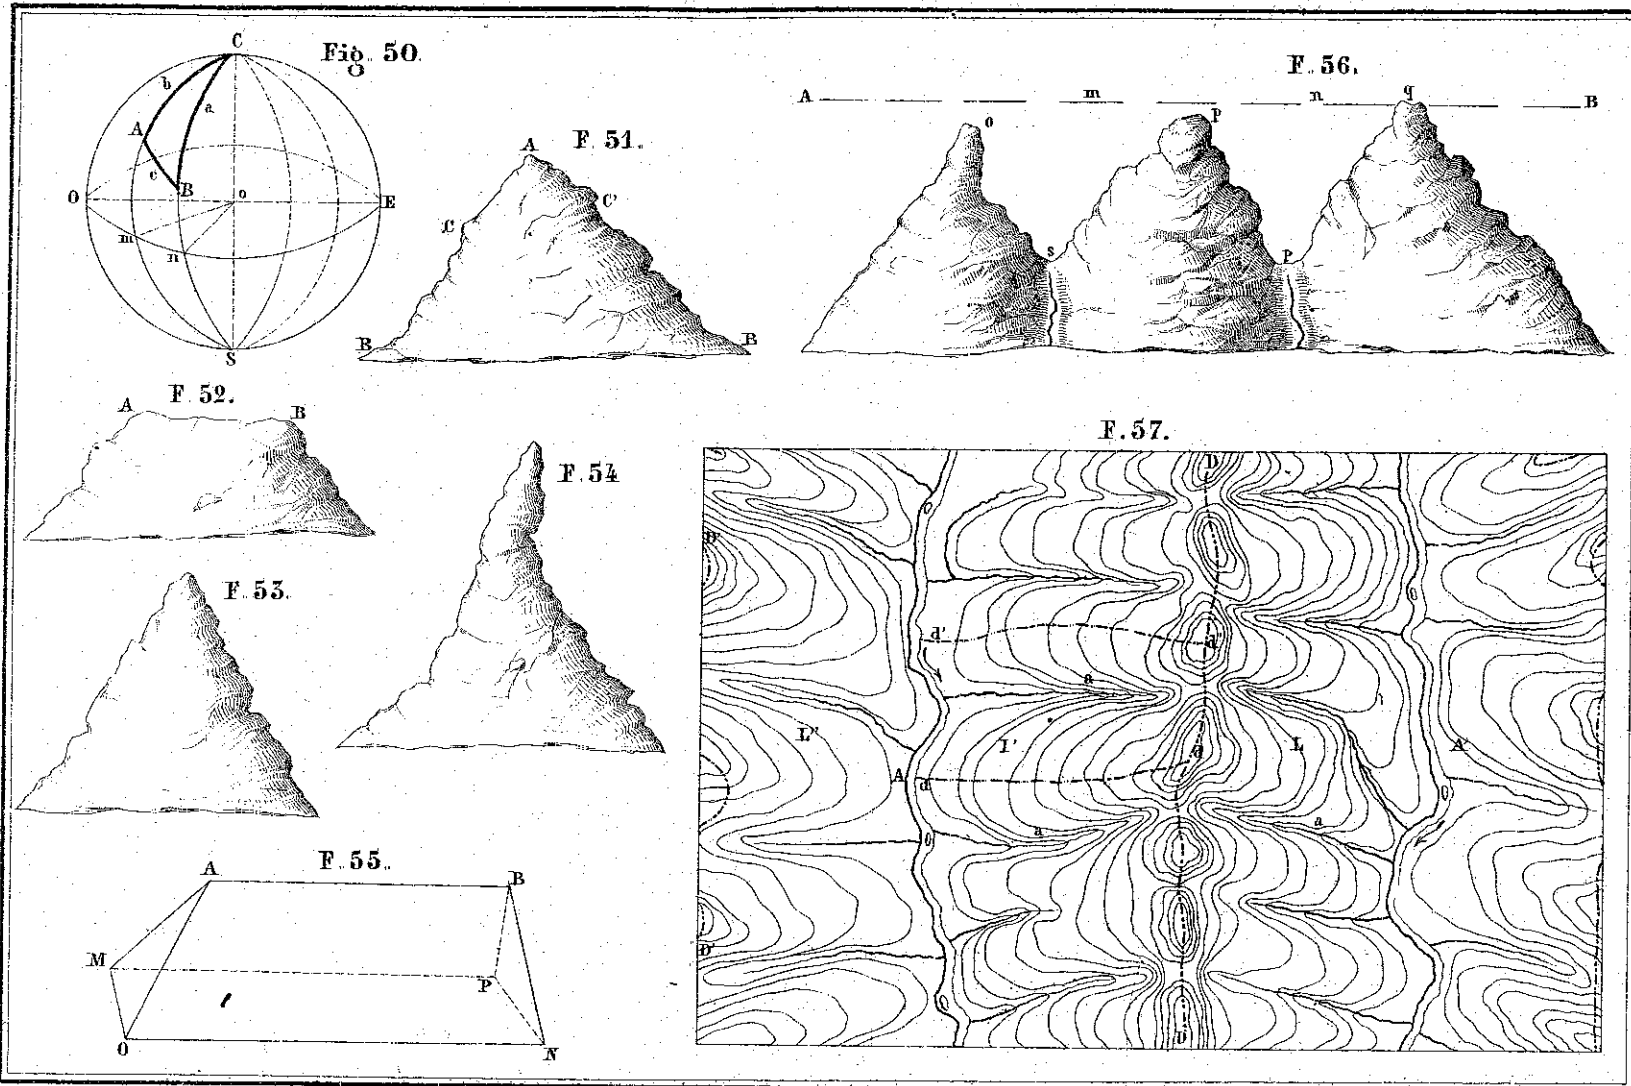 Fig. 50.
C
b
a
A
c
B
O
o
E
m
n
S
F. 51.
A
C
C'
B
B
F. 56.
A
m
n
q
B
o
p
s
P
F. 52.
A
B
F. 53.
F. 54
F. 55.
A
B
M
P
O
N
F. 57.
D
D'
d'
a
L''
L'
L
A'
A
d
a
a
D'
D